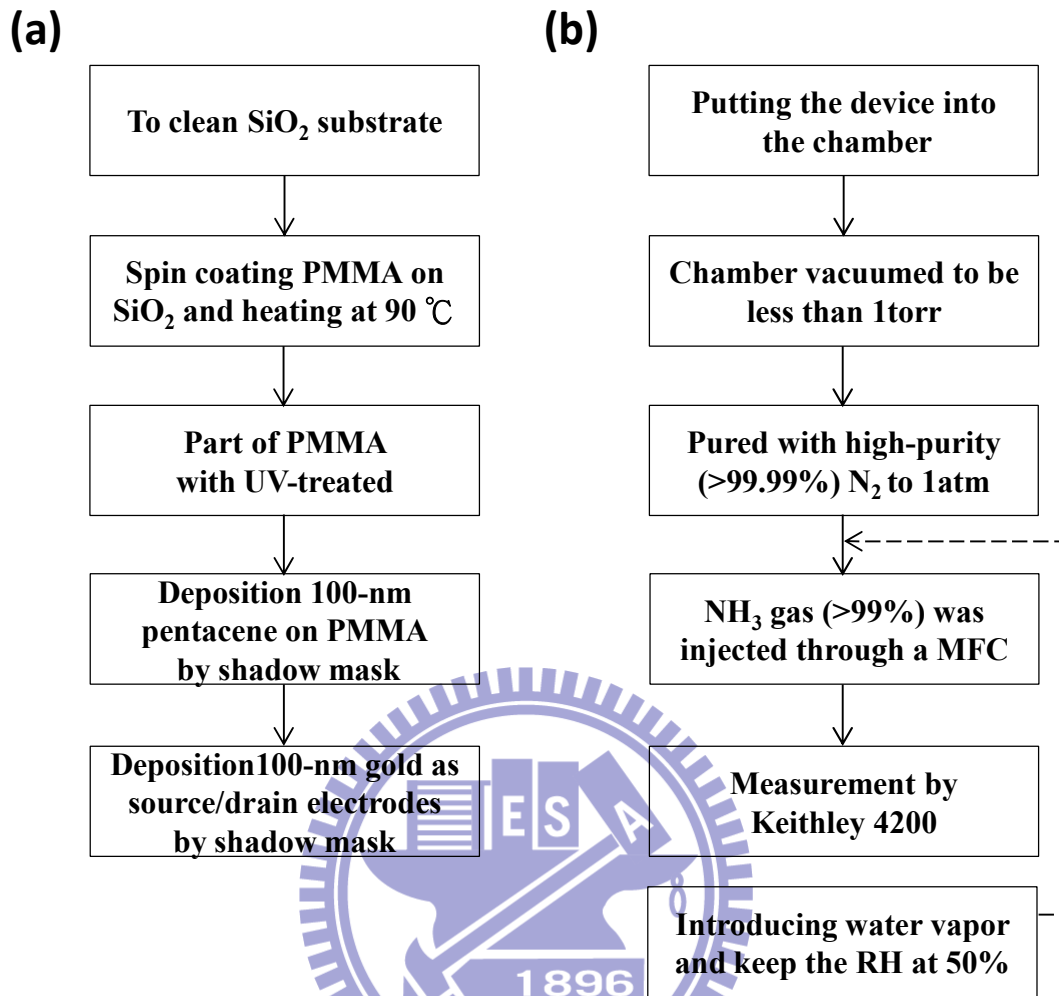 (a)
To clean SiO₂ substrate
Spin coating PMMA on
SiO₂ and heating at 90 ℃
Part of PMMA
with UV-treated
Deposition 100-nm
pentacene on PMMA
by shadow mask
Deposition100-nm gold as
source/drain electrodes
by shadow mask
(b)
Putting the device into
the chamber
Chamber vacuumed to be
less than 1torr
Pured with high-purity
(>99.99%) N₂ to 1atm
NH₃ gas (>99%) was
injected through a MFC
Measurement by
Keithley 4200
Introducing water vapor
and keep the RH at 50%
E S A
1896